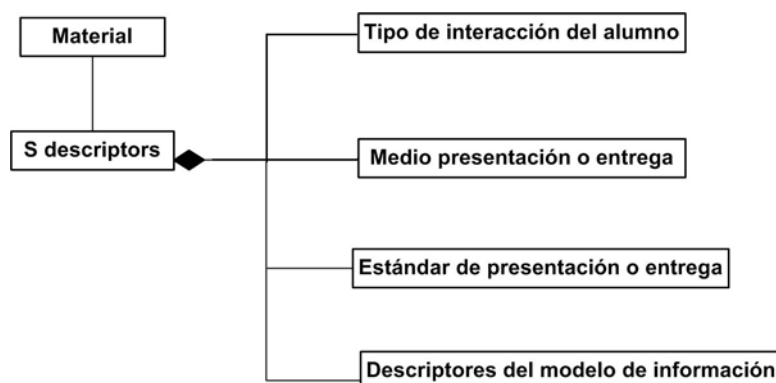 Material
Tipo de interacción del alumno
S descriptors
Medio presentación o entrega
Estándar de presentación o entrega
Descriptores del modelo de información